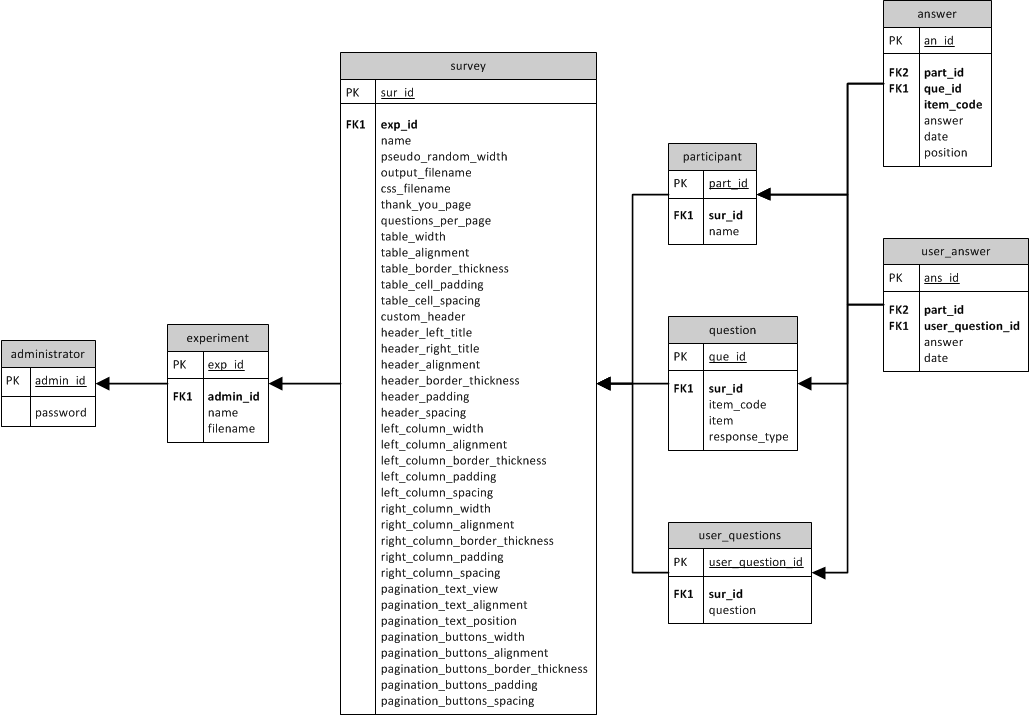 administrator
PK admin_id
password
experiment
PK exp_id
FK1 admin_id
name
filename
survey
PK sur_id
FK1 exp_id
name
pseudo_random_width
output_filename
css_filename
thank_you_page
questions_per_page
table_width
table_alignment
table_border_thickness
table_cell_padding
table_cell_spacing
custom_header
header_left_title
header_right_title
header_alignment
header_border_thickness
header_padding
header_spacing
left_column_width
left_column_alignment
left_column_border_thickness
left_column_padding
left_column_spacing
right_column_width
right_column_alignment
right_column_border_thickness
right_column_padding
right_column_spacing
pagination_text_view
pagination_text_alignment
pagination_text_position
pagination_buttons_width
pagination_buttons_alignment
pagination_buttons_border_thickness
pagination_buttons_padding
pagination_buttons_spacing
participant
PK part_id
FK1 sur_id
name
question
PK que_id
FK1 sur_id
item_code
item
response_type
user_questions
PK user_question_id
FK1 sur_id
question
answer
PK an_id
FK2 part_id
FK1 que_id
item_code
answer
date
position
user_answer
PK ans_id
FK2 part_id
FK1 user_question_id
answer
date